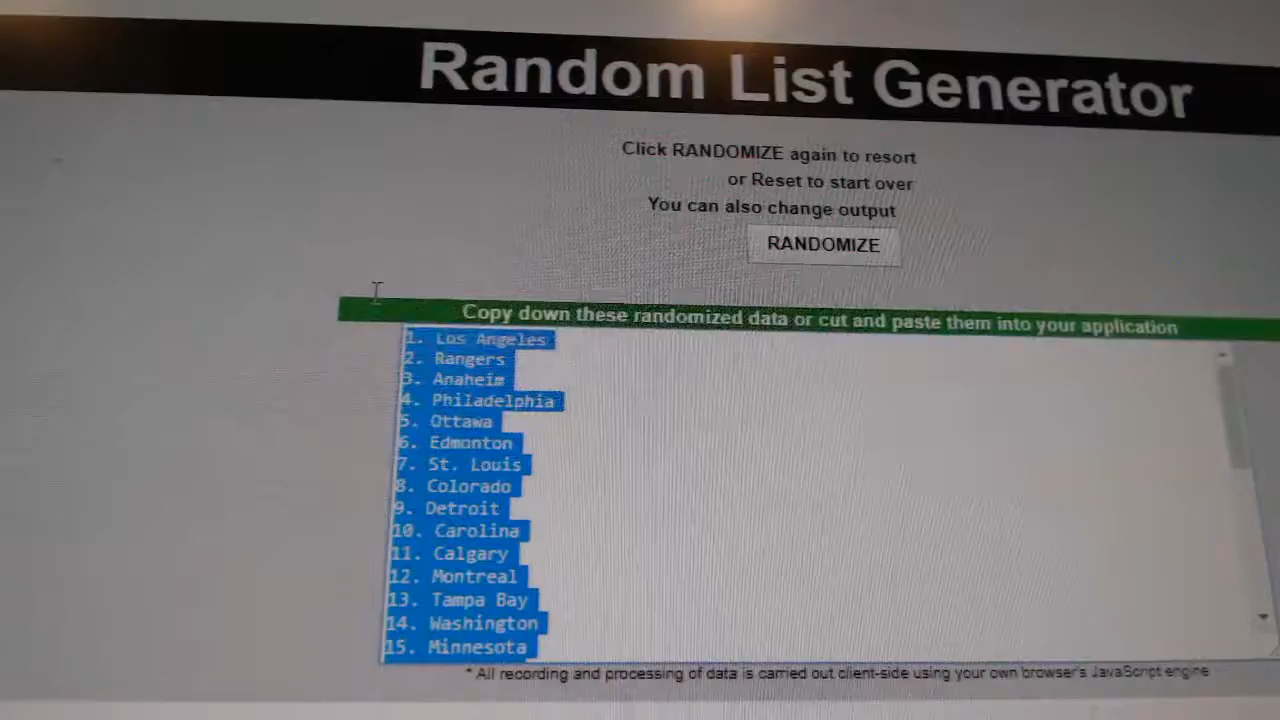 Random List Generator
Click RANDOMIZE again to resort
or Reset to start over
You can also change output
RANDOMIZE
Copy down these randomized data or cut and paste them into your application
1. Los Angeles
2. Rangers
3. Anaheim
4. Philadelphia
5. Ottawa
6. Edmonton
7. St. Louis
8. Colorado
9. Detroit
10. Carolina
11. Calgary
12. Montreal
13. Tampa Bay
14. Washington
15. Minnesota
* All recording and processing of data is carried out client-side using your own browser's JavaScript engine